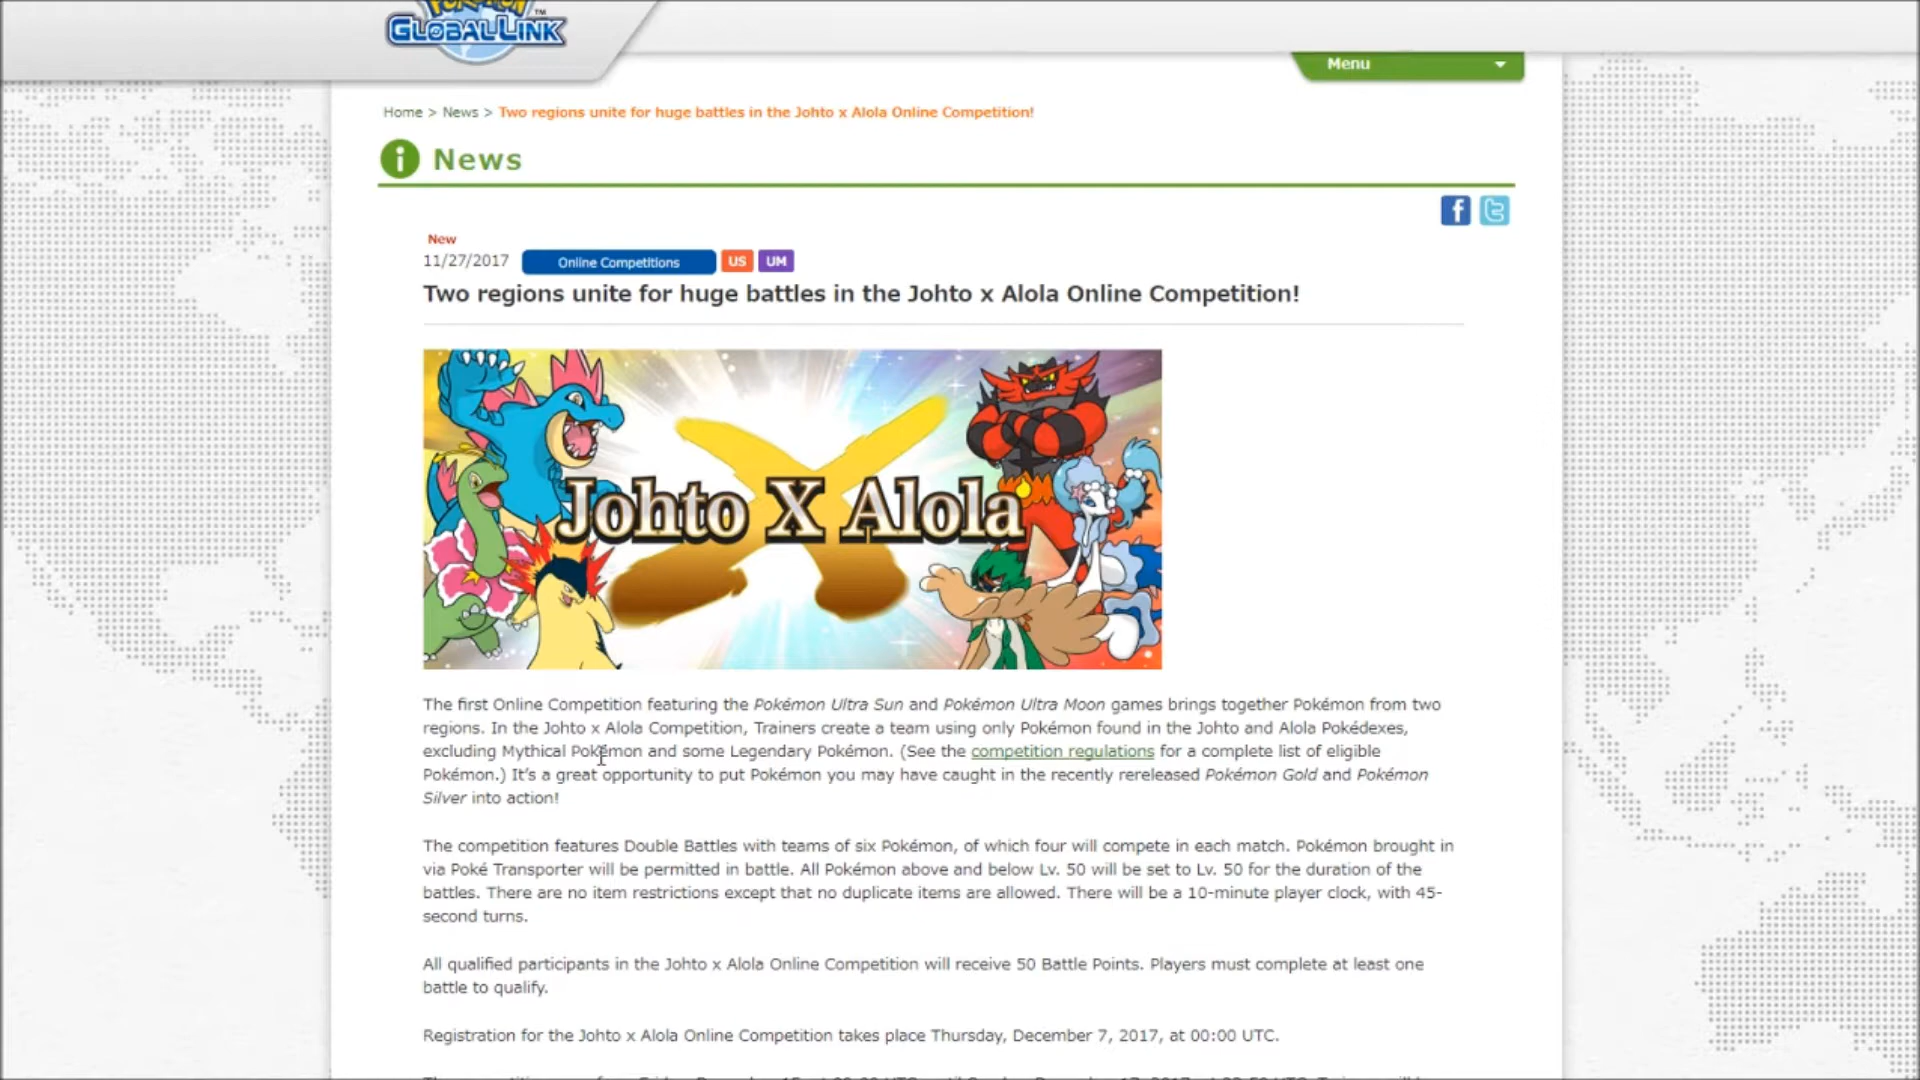 POKÉMON
GLOBAL LINK™
Menu
Home > News > Two regions unite for huge battles in the Johto x Alola Online Competition!
i News
f t
New
11/27/2017 Online Competitions US UM
Two regions unite for huge battles in the Johto x Alola Online Competition!
Johto X Alola
The first Online Competition featuring the Pokémon Ultra Sun and Pokémon Ultra Moon games brings together Pokémon from two
regions. In the Johto x Alola Competition, Trainers create a team using only Pokémon found in the Johto and Alola Pokédexes,
excluding Mythical Pokémon and some Legendary Pokémon. (See the competition regulations for a complete list of eligible
Pokémon.) It's a great opportunity to put Pokémon you may have caught in the recently rereleased Pokémon Gold and Pokémon
Silver into action!
The competition features Double Battles with teams of six Pokémon, of which four will compete in each match. Pokémon brought in
via Poké Transporter will be permitted in battle. All Pokémon above and below Lv. 50 will be set to Lv. 50 for the duration of the
battles. There are no item restrictions except that no duplicate items are allowed. There will be a 10-minute player clock, with 45-
second turns.
All qualified participants in the Johto x Alola Online Competition will receive 50 Battle Points. Players must complete at least one
battle to qualify.
Registration for the Johto x Alola Online Competition takes place Thursday, December 7, 2017, at 00:00 UTC.